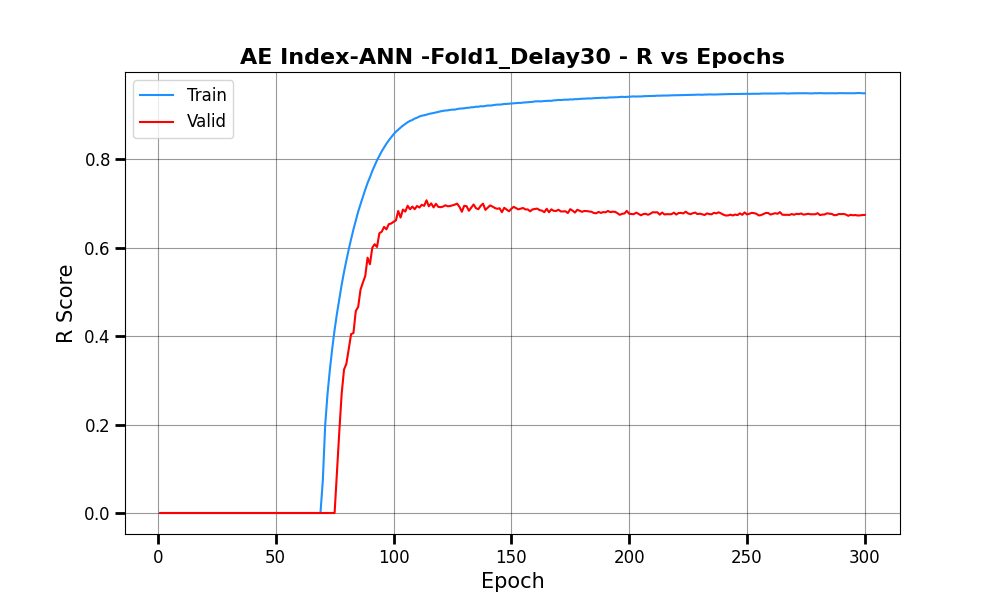 AE Index-ANN -Fold1_Delay30 - R vs Epochs
Train
Valid
R Score
0.8
0.6
0.4
0.2
0.0
0 50 100 150 200 250 300
Epoch